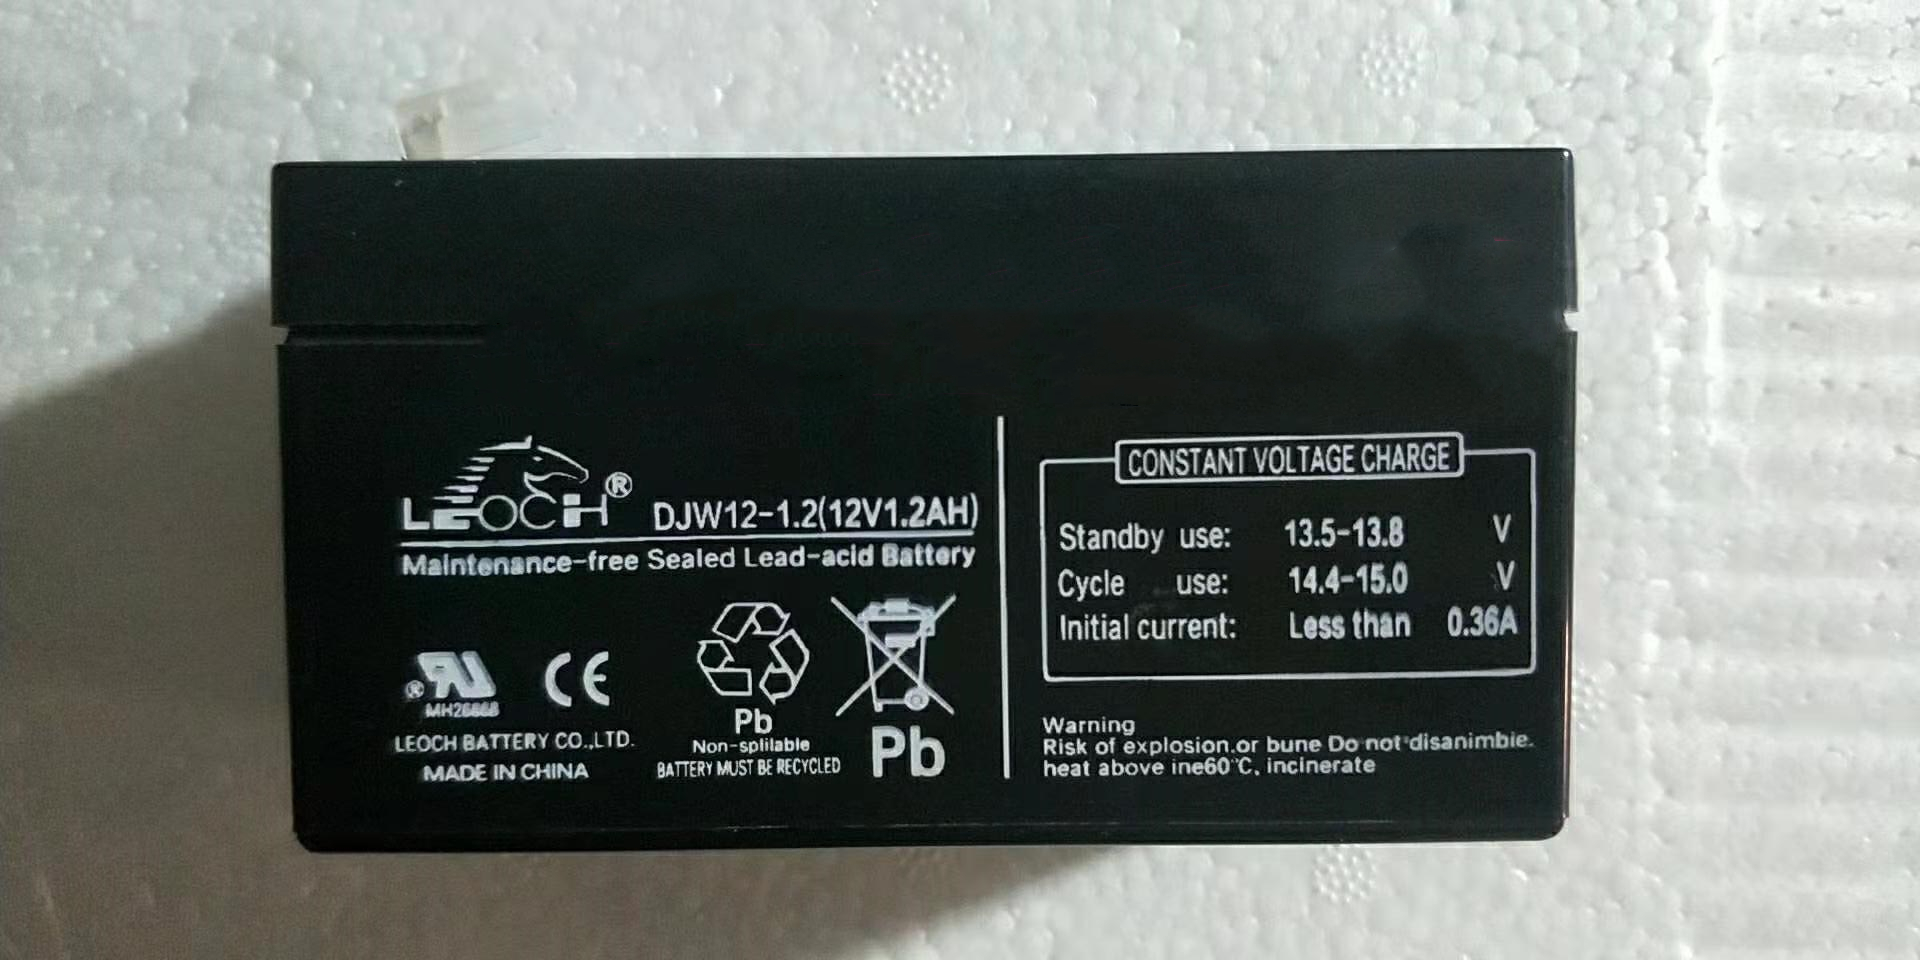 LEOCH® DJW12-1.2(12V1.2AH)
Maintenance-free Sealed Lead-acid Battery
CONSTANT VOLTAGE CHARGE
Standby use: 13.5-13.8 V
Cycle use: 14.4-15.0 V
Initial current: Less than 0.36A
® MH26668
CE
LEOCH BATTERY CO.,LTD.
MADE IN CHINA
Pb
Non-splilable
BATTERY MUST BE RECYCLED
Pb
Warning
Risk of explosion.or bune Do not disanimbie.
heat above ine60°C, incinerate